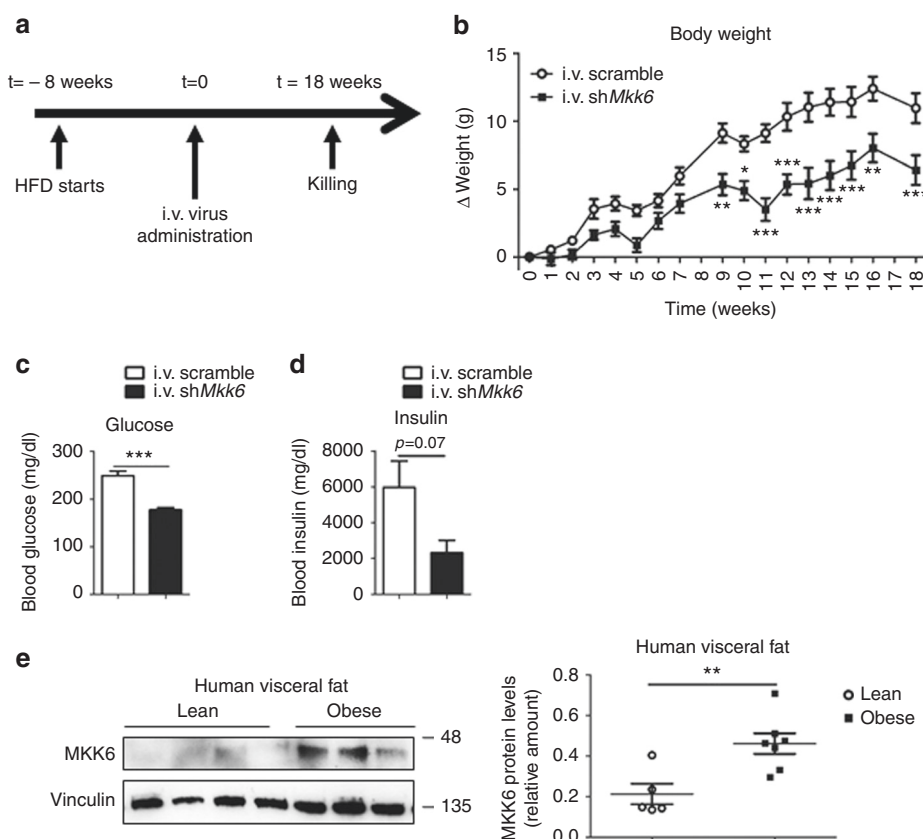 a
t= – 8 weeks t=0 t = 18 weeks
HFD starts
i.v. virus
administration
Killing
b
Body weight
i.v. scramble
i.v. shMkk6
Δ Weight (g)
15
10
5
0
*
***
**
**
***
***
***
***
***
0 1 2 3 4 5 6 7 9 10 11 12 13 14 15 16 17 18
Time (weeks)
c
i.v. scramble
i.v. shMkk6
Glucose
Blood glucose (mg/dl)
300
200
100
0
***
d
i.v. scramble
i.v. shMkk6
Insulin
Blood insulin (mg/dl)
8000
6000
4000
2000
0
p=0.07
e
Human visceral fat
Lean Obese
MKK6
Vinculin
48
135
Human visceral fat
MKK6 protein levels
(relative amount)
0.8
0.6
0.4
0.2
0.0
**
Lean
Obese